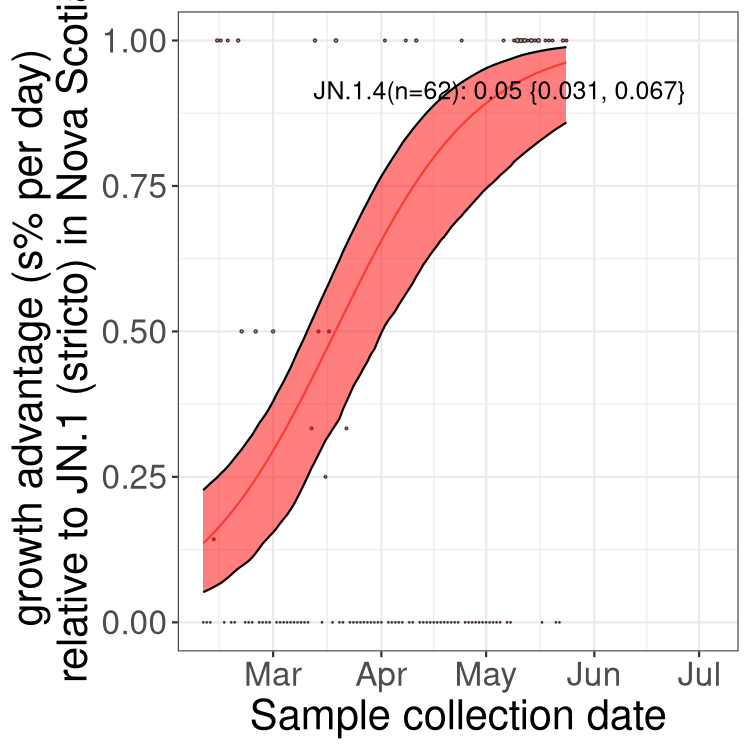 growth advantage (s% per day)
relative to JN.1 (stricto) in Nova Scotia
1.00
0.75
0.50
0.25
0.00
JN.1.4(n=62): 0.05 {0.031, 0.067}
Mar Apr May Jun Jul
Sample collection date